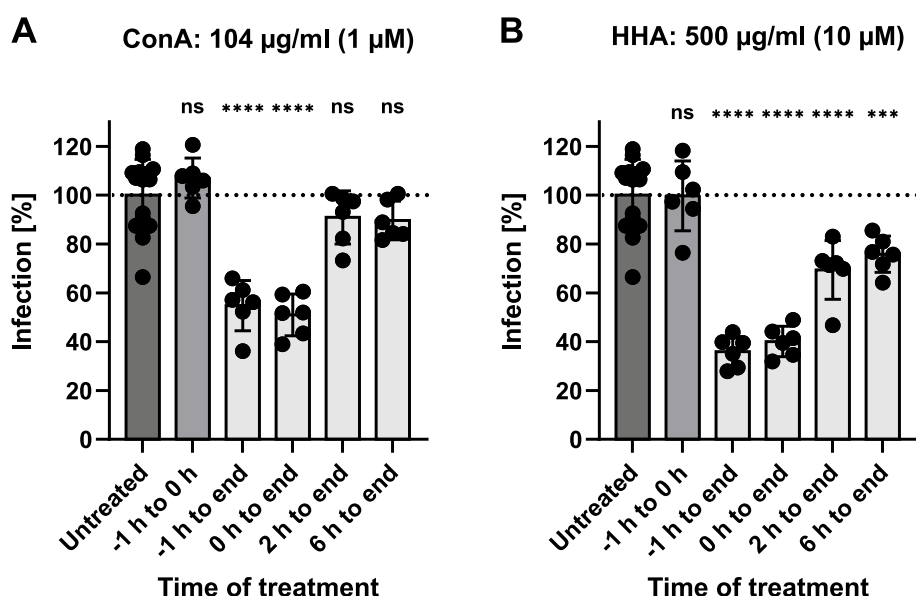 A
ConA: 104 µg/ml (1 µM)
ns
****
****
ns
ns
120
100
80
60
40
20
0
Infection [%]
Untreated
-1 h to 0 h
-1 h to end
0 h to end
2 h to end
6 h to end
Time of treatment
B
HHA: 500 µg/ml (10 µM)
ns
****
****
****
***
120
100
80
60
40
20
0
Infection [%]
Untreated
-1 h to 0 h
-1 h to end
0 h to end
2 h to end
6 h to end
Time of treatment